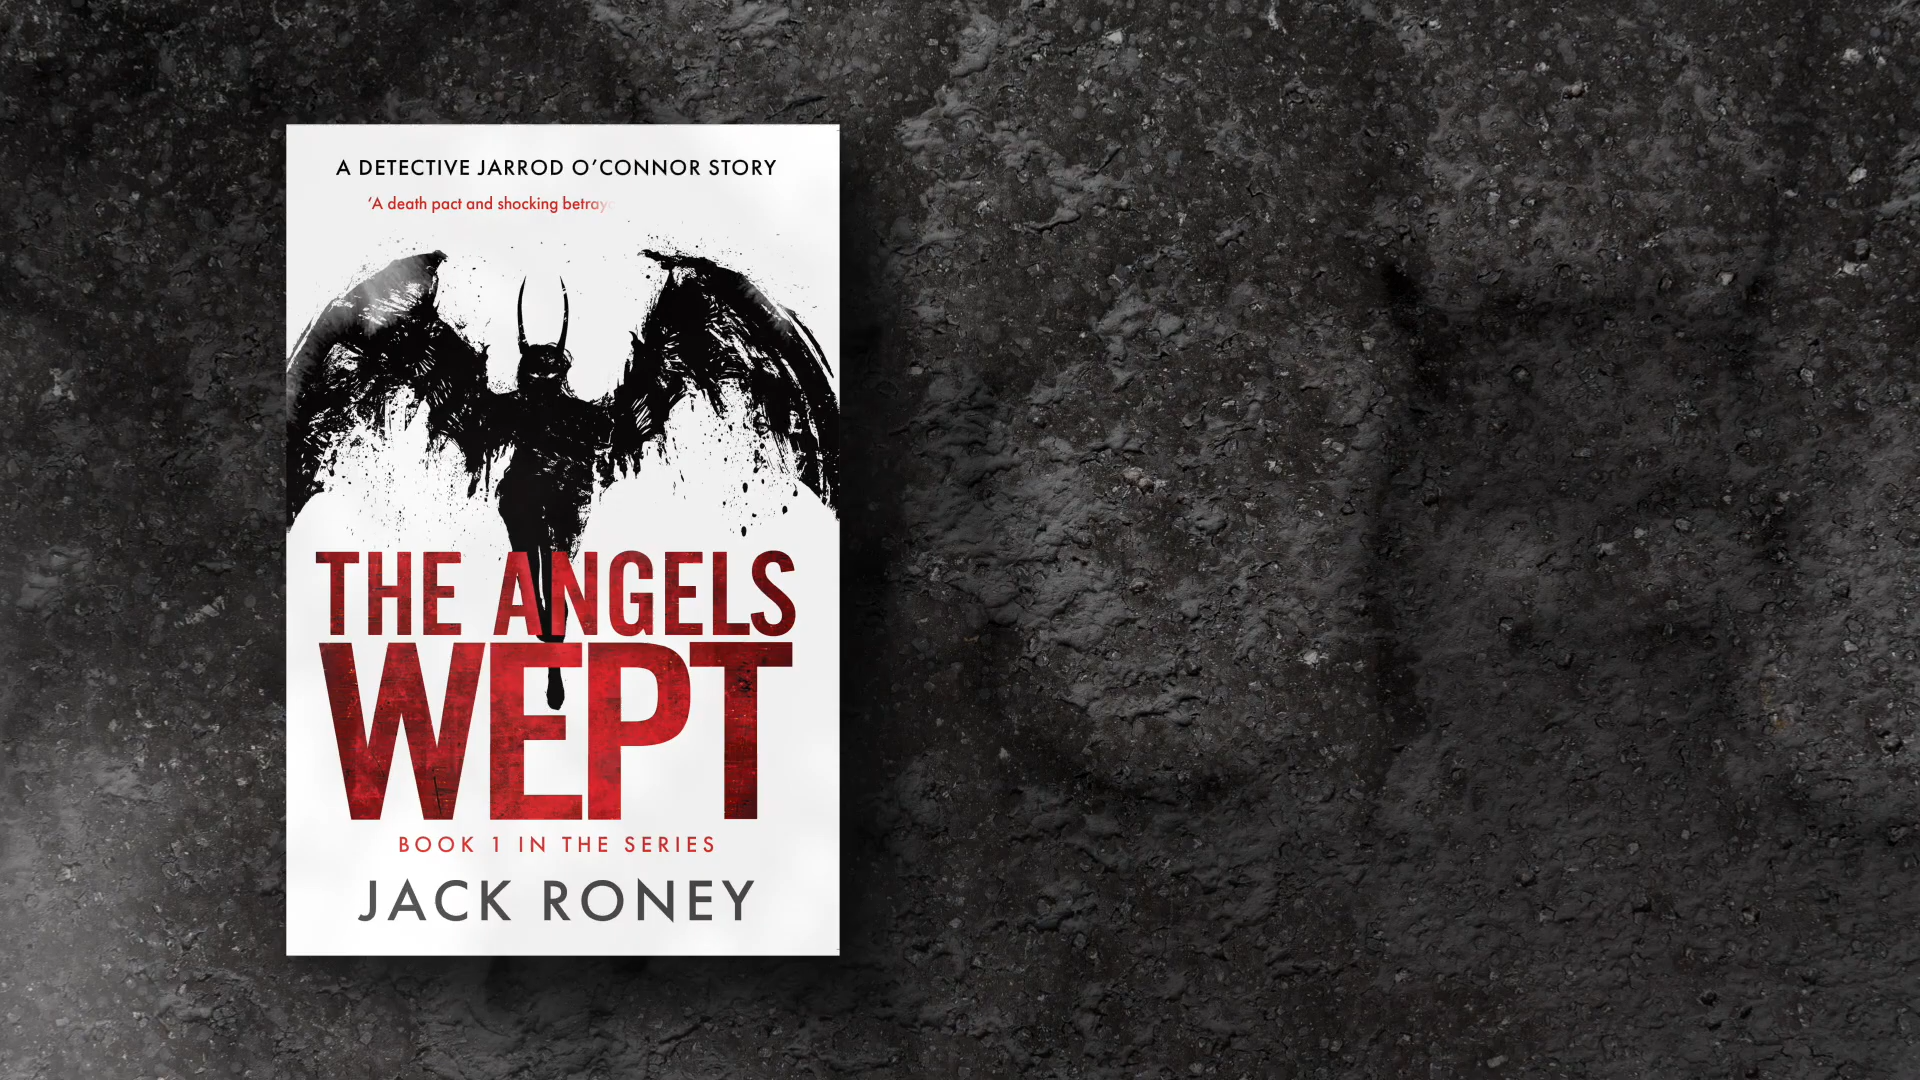 A DETECTIVE JARROD O’CONNOR STORY
‘A death pact and shocking
THE ANGELS
WEPT
BOOK 1 IN THE SERIES
JACK RONEY